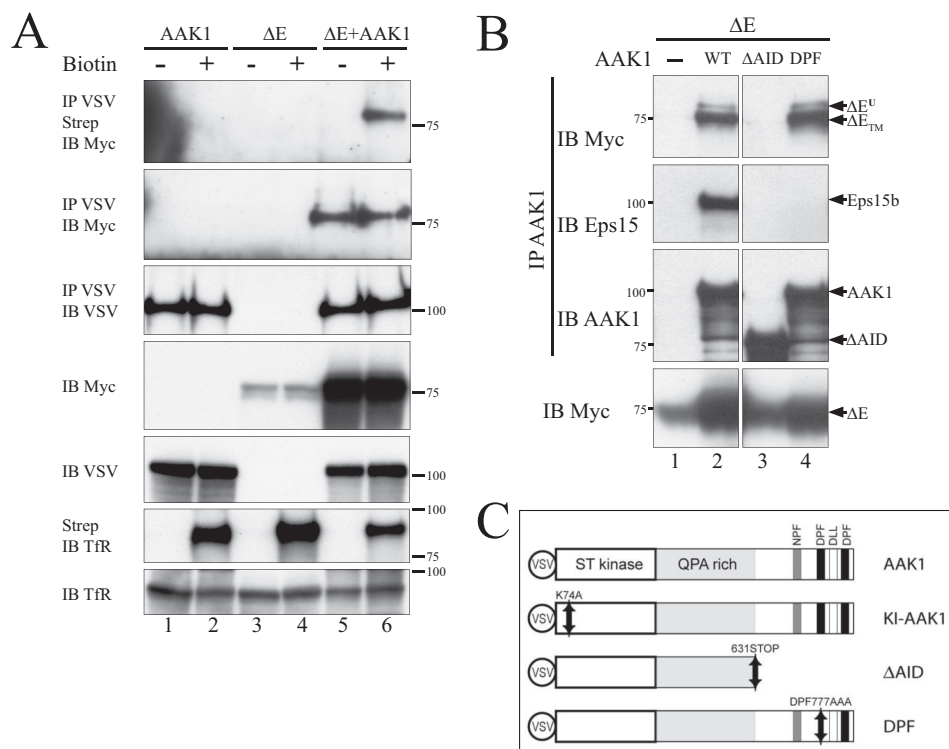 A
AAK1 ΔE ΔE+AAK1
Biotin - + - + - +
IP VSV
Strep
IB Myc
75
IP VSV
IB Myc
75
IP VSV
IB VSV
100
IB Myc
75
IB VSV
100
Strep
IB TfR
100
75
IB TfR
100
1 2 3 4 5 6
B
ΔE
AAK1 – WT ΔAID DPF
IP AAK1
IB Myc
75
ΔEᵁ
ΔE_TM
IB Eps15
100
Eps15b
IB AAK1
100
75
AAK1
ΔAID
IB Myc
75
ΔE
1 2 3 4
C
NPF DPF DLL DPF
VSV ST kinase QPA rich AAK1
K74A
VSV KI-AAK1
631STOP
VSV ΔAID
DPF777AAA
VSV DPF